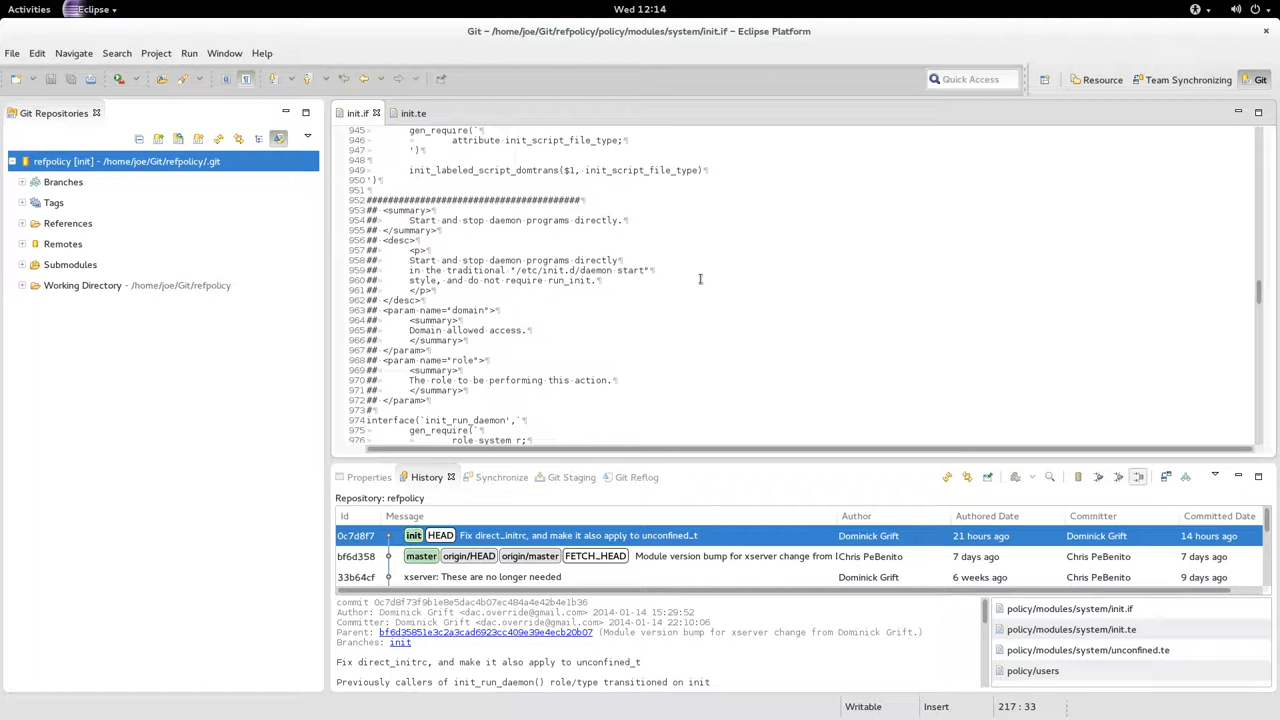 Activities Eclipse Wed 12:14
Git – /home/joe/Git/refpolicy/policy/modules/system/init.if – Eclipse Platform
File Edit Navigate Search Project Run Window Help
Quick Access Resource Team Synchronizing Git
Git Repositories init.if init.te
refpolicy [init] - /home/joe/Git/refpolicy/.git
Branches
Tags
References
Remotes
Submodules
Working Directory - /home/joe/Git/refpolicy
945 gen_require(`
946 attribute init_script_file_type;
947 ')
948
949 init_labeled_script_domtrans($1, init_script_file_type)
950 ')
951
952 ########################################
953 ## <summary>
954 ## Start and stop daemon programs directly.
955 ## </summary>
956 ## <desc>
957 ## <p>
958 ## Start and stop daemon programs directly
959 ## in the traditional "/etc/init.d/daemon start"
960 ## style, and do not require run_init.
961 ## </p>
962 ## </desc>
963 ## <param name="domain">
964 ## <summary>
965 ## Domain allowed access.
966 ## </summary>
967 ## </param>
968 ## <param name="role">
969 ## <summary>
970 ## The role to be performing this action.
971 ## </summary>
972 ## </param>
973 #
974 interface(`init_run_daemon',`
975 gen_require(`
976 role system_r;
Properties History Synchronize Git Staging Git Reflog
Repository: refpolicy
Id Message Author Authored Date Committer Committed Date
0c7d8f7 init HEAD Fix direct_initrc, and make it also apply to unconfined_t Dominick Grift 21 hours ago Dominick Grift 14 hours ago
bf6d358 master origin/HEAD origin/master FETCH_HEAD Module version bump for xserver change from Chris PeBenito 7 days ago Chris PeBenito 7 days ago
33b64cf xserver: These are no longer needed Dominick Grift 6 weeks ago Chris PeBenito 9 days ago
commit 0c7d8f73f9b1e8e5dac4b07ec484a4e42b4e1b36
Author: Dominick Grift <dac.override@gmail.com> 2014-01-14 15:29:52
Committer: Dominick Grift <dac.override@gmail.com> 2014-01-14 22:10:06
Parent: bf6d35851e3c2a3cad6923cc409e39e4ecb20b07 (Module version bump for xserver change from Dominick Grift.)
Branches: init
Fix direct_initrc, and make it also apply to unconfined_t
Previously callers of init_run_daemon() role/type transitioned on init
policy/modules/system/init.if
policy/modules/system/init.te
policy/modules/system/unconfined.te
policy/users
Writable Insert 217 : 33